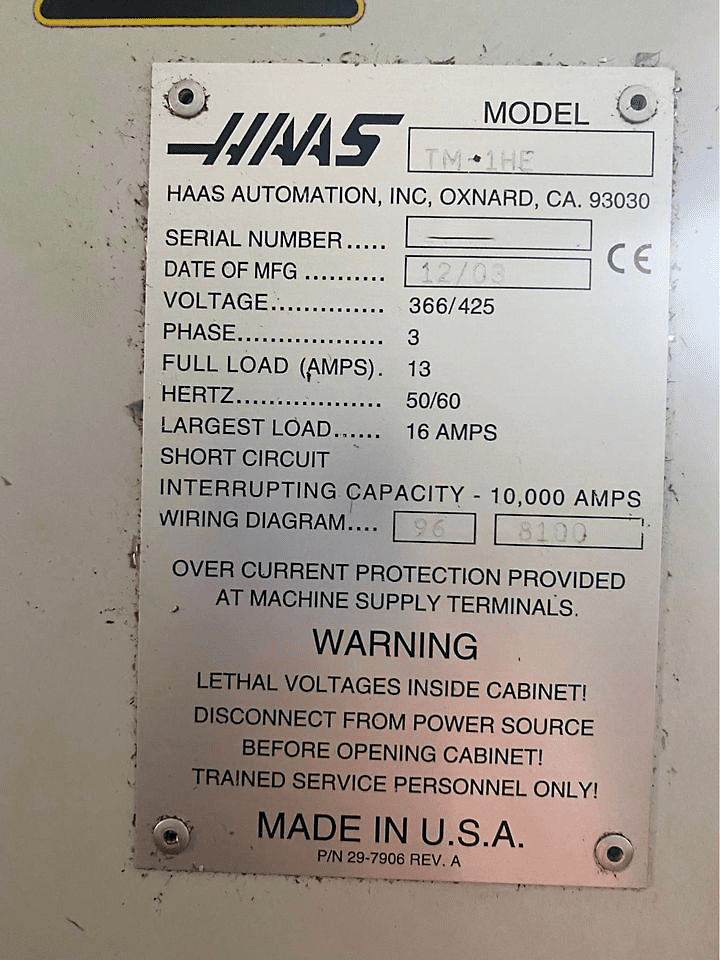 HAAS
MODEL
TM-1HE
HAAS AUTOMATION, INC, OXNARD, CA. 93030
SERIAL NUMBER.....
CE
DATE OF MFG .......... 12/03
VOLTAGE.............. 366/425
PHASE.................. 3
FULL LOAD (AMPS). 13
HERTZ.................. 50/60
LARGEST LOAD...... 16 AMPS
SHORT CIRCUIT
INTERRUPTING CAPACITY - 10,000 AMPS
WIRING DIAGRAM.... 96 8100
OVER CURRENT PROTECTION PROVIDED
AT MACHINE SUPPLY TERMINALS.
WARNING
LETHAL VOLTAGES INSIDE CABINET!
DISCONNECT FROM POWER SOURCE
BEFORE OPENING CABINET!
TRAINED SERVICE PERSONNEL ONLY!
MADE IN U.S.A.
P/N 29-7906 REV. A